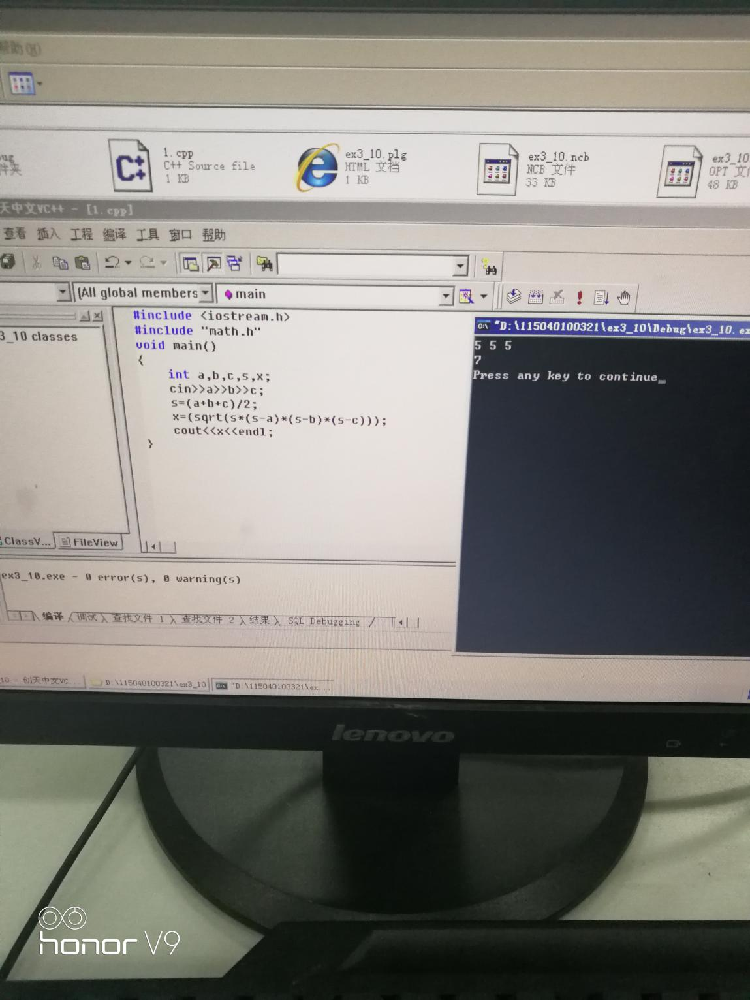 帮助(H)
1.cpp
C++ Source file
1 KB
ex3_10.plg
HTML 文档
1 KB
ex3_10.ncb
NCB 文件
33 KB
ex3_10
OPT 文
48 KB
天中文VC++ - [1.cpp]
查看 插入 工程 编译 工具 窗口 帮助
(All global members
main
3_10 classes
#include <iostream.h>
#include "math.h"
void main()
{
int a,b,c,s,x;
cin>>a>>b>>c;
s=(a+b+c)/2;
x=(sqrt(s*(s-a)*(s-b)*(s-c)));
cout<<x<<endl;
}
"D:\115040100321\ex3_10\Debug\ex3_10.ex
5 5 5
7
Press any key to continue_
ClassV...
FileView
ex3_10.exe - 0 error(s), 0 warning(s)
编译 调试 查找文件 1 查找文件 2 结果 SQL Debugging
10 - 创天中文VC...
D:\115040100321\ex3_10
"D:\115040100321\ex...
lenovo
honor V9